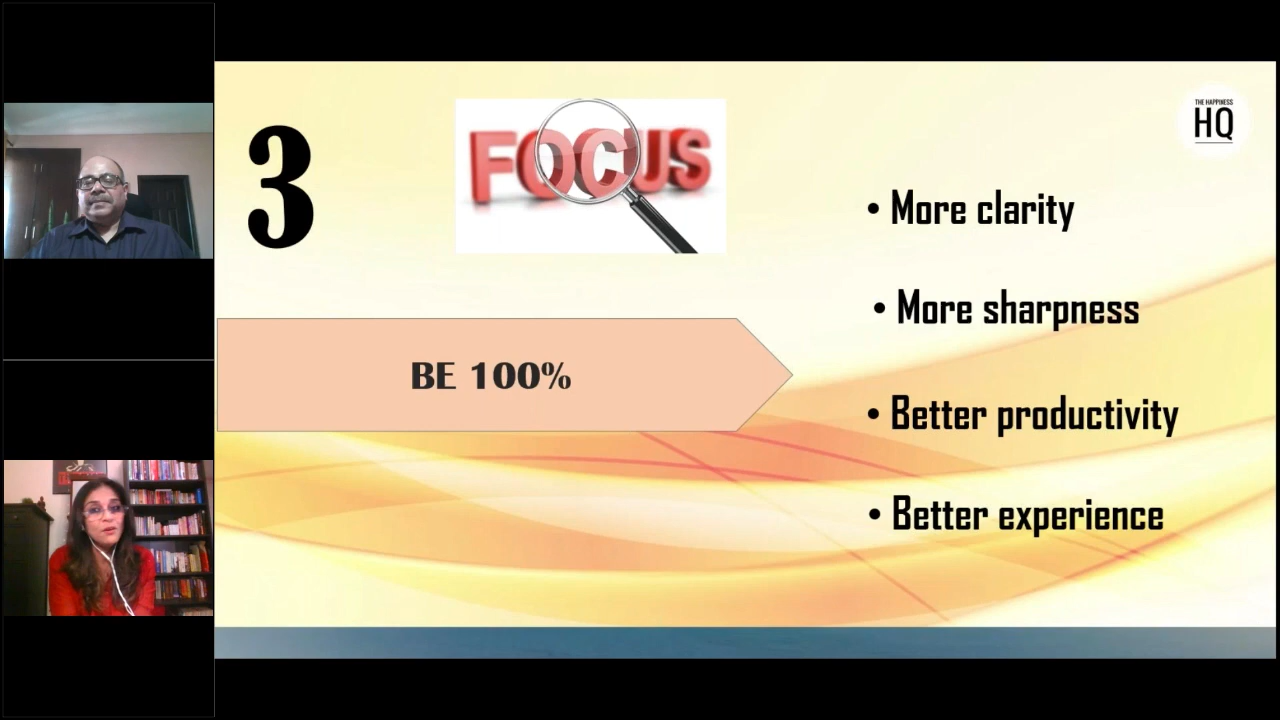 3
FOCUS
THE HAPPINESS
HQ
• More clarity
• More sharpness
BE 100%
• Better productivity
• Better experience